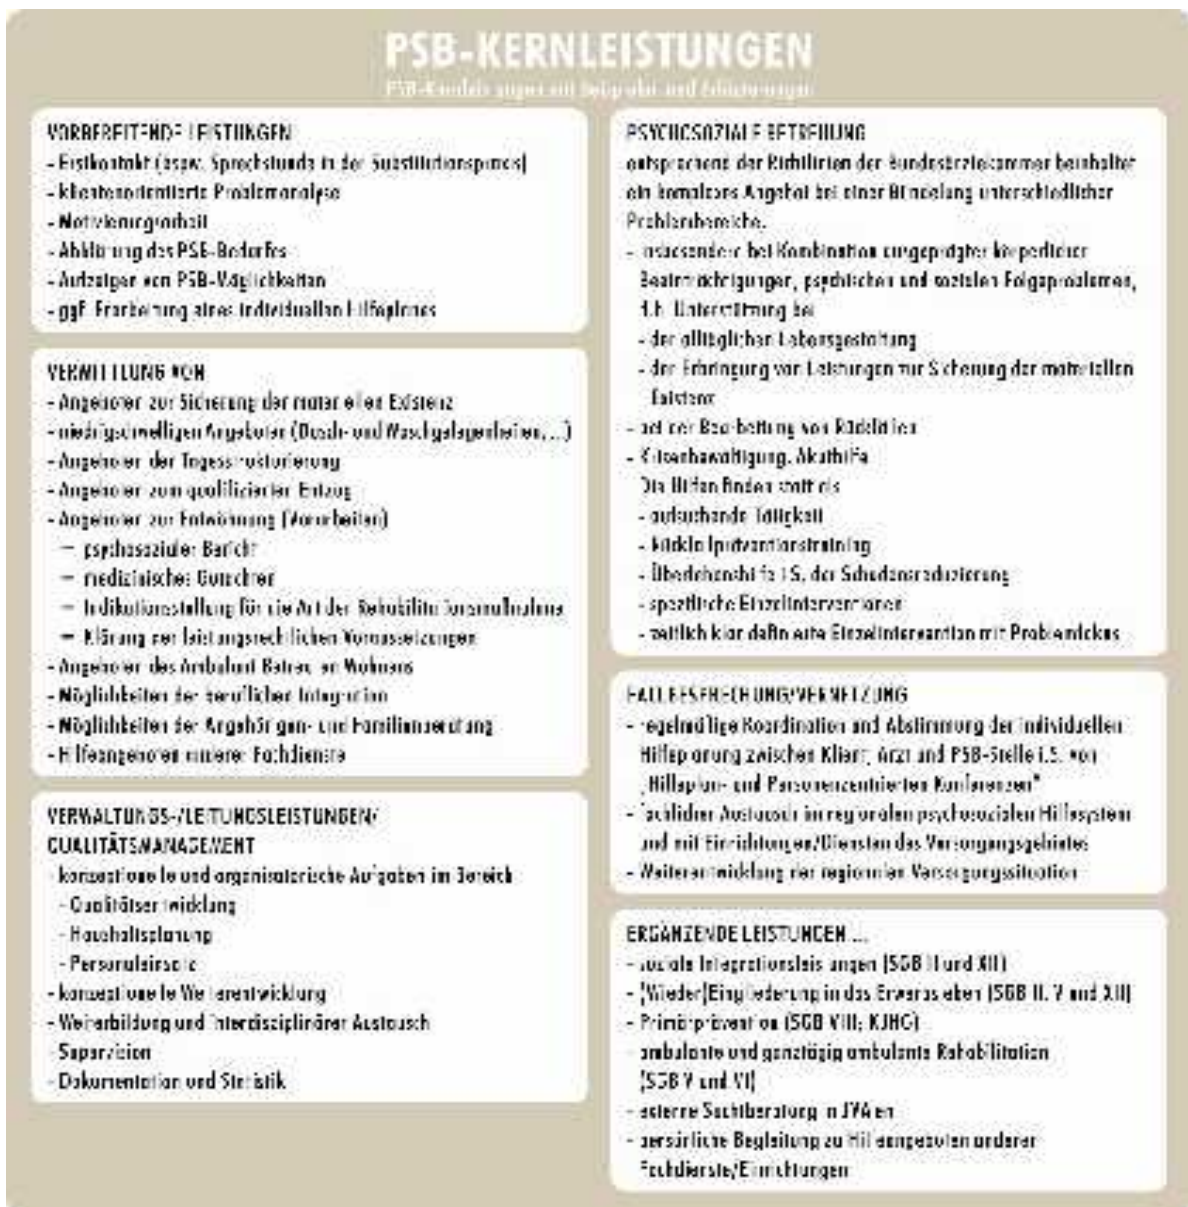 PSB-KERNLEISTUNGEN
PSB-Kernleistungen mit Beispielen und Erläuterungen
VORBEREITENDE LEISTUNGEN
- Erstkontakt (bspw. Sprechstunde in der Substitutionspraxis)
- klientenorientierte Problemanalyse
- Motivierungsarbeit
- Abklärung des PSB-Bedarfes
- Aufzeigen von PSB-Möglichkeiten
- ggf. Erarbeitung eines individuellen Hilfeplanes
VERMITTLUNG VON
- Angeboten zur Sicherung der materiellen Existenz
- niedrigschwelligen Angeboten (Dusch- und Waschgelegenheiten, ...)
- Angeboten der Tagesstrukturierung
- Angeboten zum qualifizierten Entzug
- Angeboten zur Entwöhnung (Vorarbeiten)
– psychosozialer Bericht
– medizinisches Gutachten
– Indikationsstellung für die Art der Rehabilitationsmaßnahme
– Klärung der leistungsrechtlichen Voraussetzungen
- Angeboten des Ambulant Betreuten Wohnens
- Möglichkeiten der beruflichen Integration
- Möglichkeiten der Angehörigen- und Familienberatung
- Hilfeangeboten anderer Fachdienste
VERWALTUNGS-/LEITUNGSLEISTUNGEN/
QUALITÄTSMANAGEMENT
- konzeptionelle und organisatorische Aufgaben im Bereich
- Qualitätsentwicklung
- Haushaltsplanung
- Personaleinsatz
- konzeptionelle Weiterentwicklung
- Weiterbildung und interdisziplinärer Austausch
- Supervision
- Dokumentation und Statistik
PSYCHOSOZIALE BETREUUNG
entsprechend der Richtlinien der Bundesärztekammer beinhaltet
ein komplexes Angebot bei einer Bündelung unterschiedlicher
Problembereiche.
- insbesondere bei Kombination ausgeprägter körperlicher
Beeinträchtigungen, psychischen und sozialen Folgeproblemen,
d.h. Unterstützung bei
- der alltäglichen Lebensgestaltung
- der Erbringung von Leistungen zur Sicherung der materiellen
Existenz
- bei der Bearbeitung von Rückfällen
- Krisenbewältigung, Akuthilfe
Die Hilfen finden statt als
- aufsuchende Tätigkeit
- Rückfallpräventionstraining
- Überlebenshilfe i.S. der Schadensreduzierung
- spezifische Einzelinterventionen
- zeitlich klar definierte Einzelintervention mit Problemfokus
FALLBESPRECHUNG/VERNETZUNG
- regelmäßige Koordination und Abstimmung der individuellen
Hilfeplanung zwischen Klient, Arzt und PSB-Stelle i.S. von
„Hilfeplan- und Personenzentrierten Konferenzen"
- fachlicher Austausch im regionalen psychosozialen Hilfesystem
und mit Einrichtungen/Diensten des Versorgungsgebietes
- Weiterentwicklung der regionalen Versorgungssituation
ERGÄNZENDE LEISTUNGEN ...
- soziale Integrationsleistungen (SGB II und XII)
- (Wieder)Eingliederung in das Erwerbsleben (SGB II, V und XII)
- Primärprävention (SGB VIII; KJHG)
- ambulante und ganztägig ambulante Rehabilitation
(SGB V und VI)
- externe Suchtberatung in JVA'en
- persönliche Begleitung zu Hilfeangeboten anderer
Fachdienste/Einrichtungen